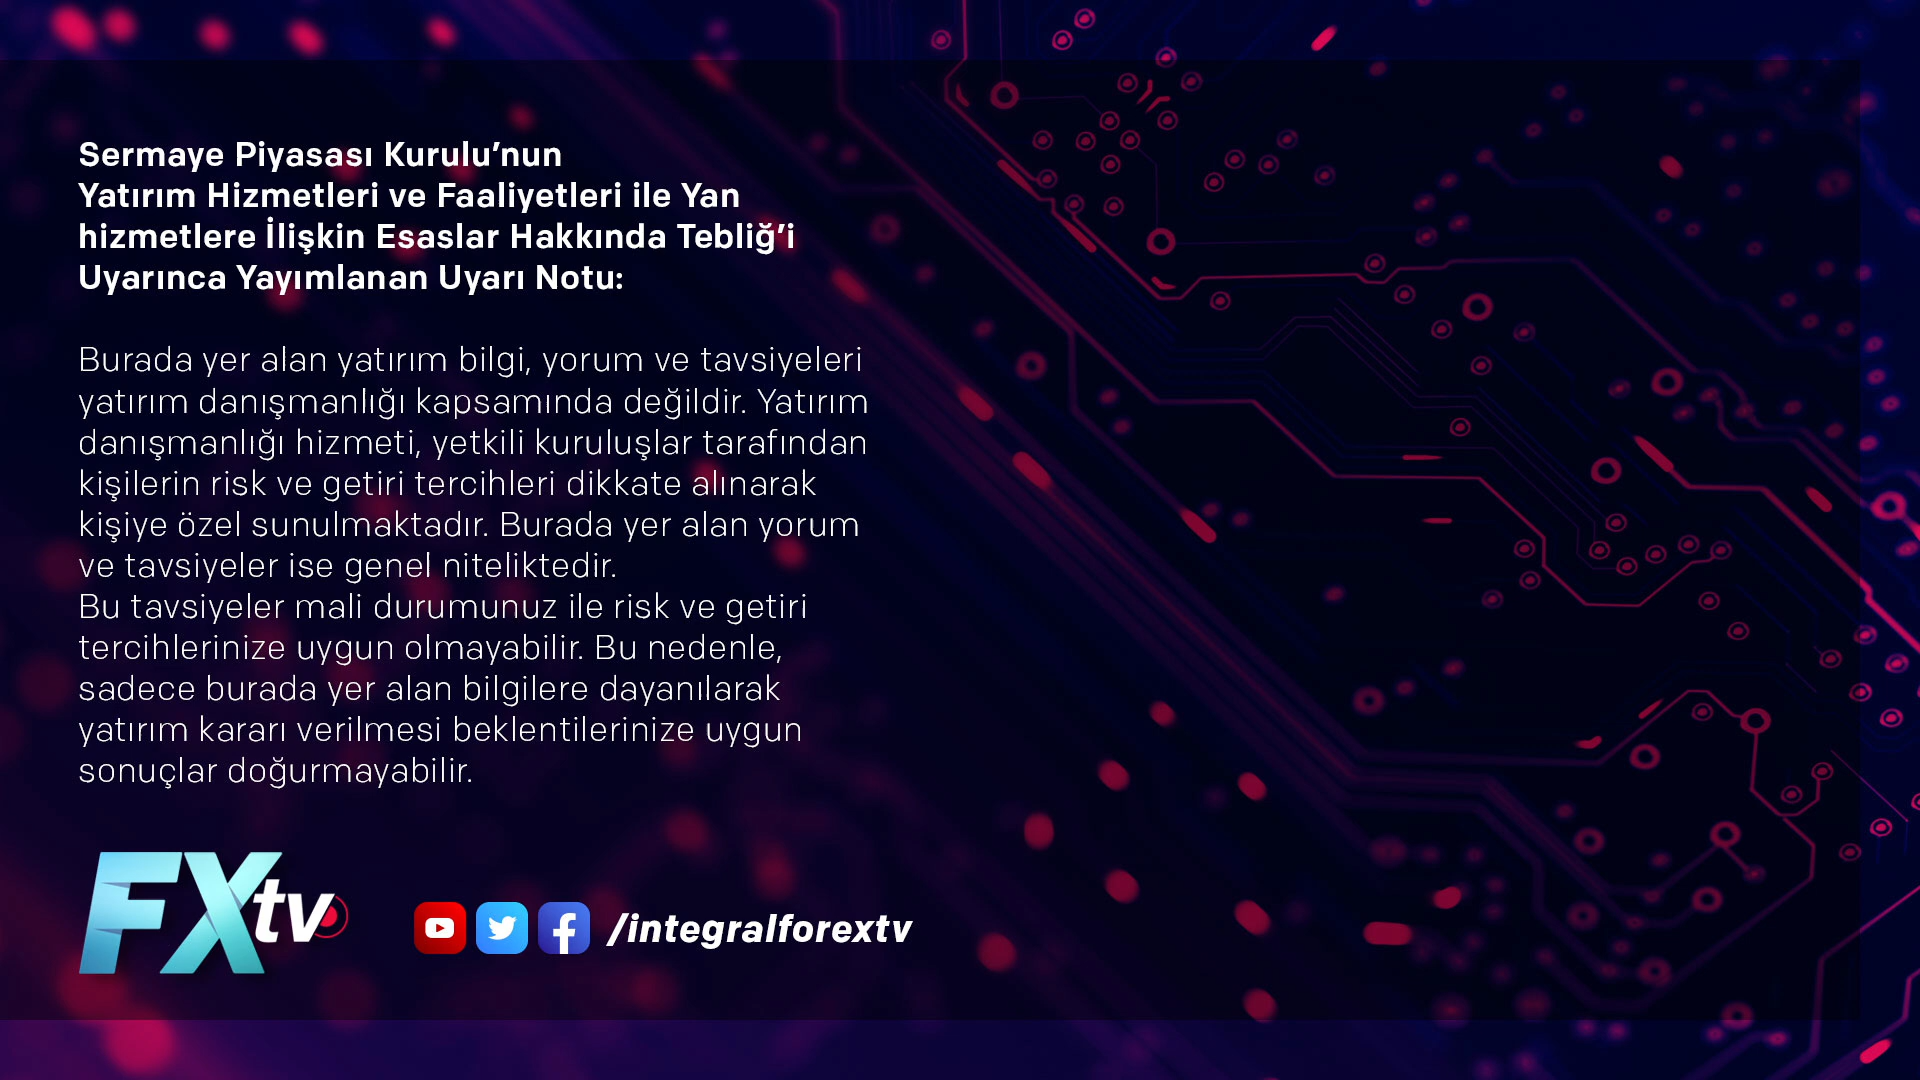 Sermaye Piyasası Kurulu’nun
Yatırım Hizmetleri ve Faaliyetleri ile Yan
hizmetlere İlişkin Esaslar Hakkında Tebliğ’i
Uyarınca Yayımlanan Uyarı Notu:
Burada yer alan yatırım bilgi, yorum ve tavsiyeleri
yatırım danışmanlığı kapsamında değildir. Yatırım
danışmanlığı hizmeti, yetkili kuruluşlar tarafından
kişilerin risk ve getiri tercihleri dikkate alınarak
kişiye özel sunulmaktadır. Burada yer alan yorum
ve tavsiyeler ise genel niteliktedir.
Bu tavsiyeler mali durumunuz ile risk ve getiri
tercihlerinize uygun olmayabilir. Bu nedenle,
sadece burada yer alan bilgilere dayanılarak
yatırım kararı verilmesi beklentilerinize uygun
sonuçlar doğurmayabilir.
FXtv
/integralforextv